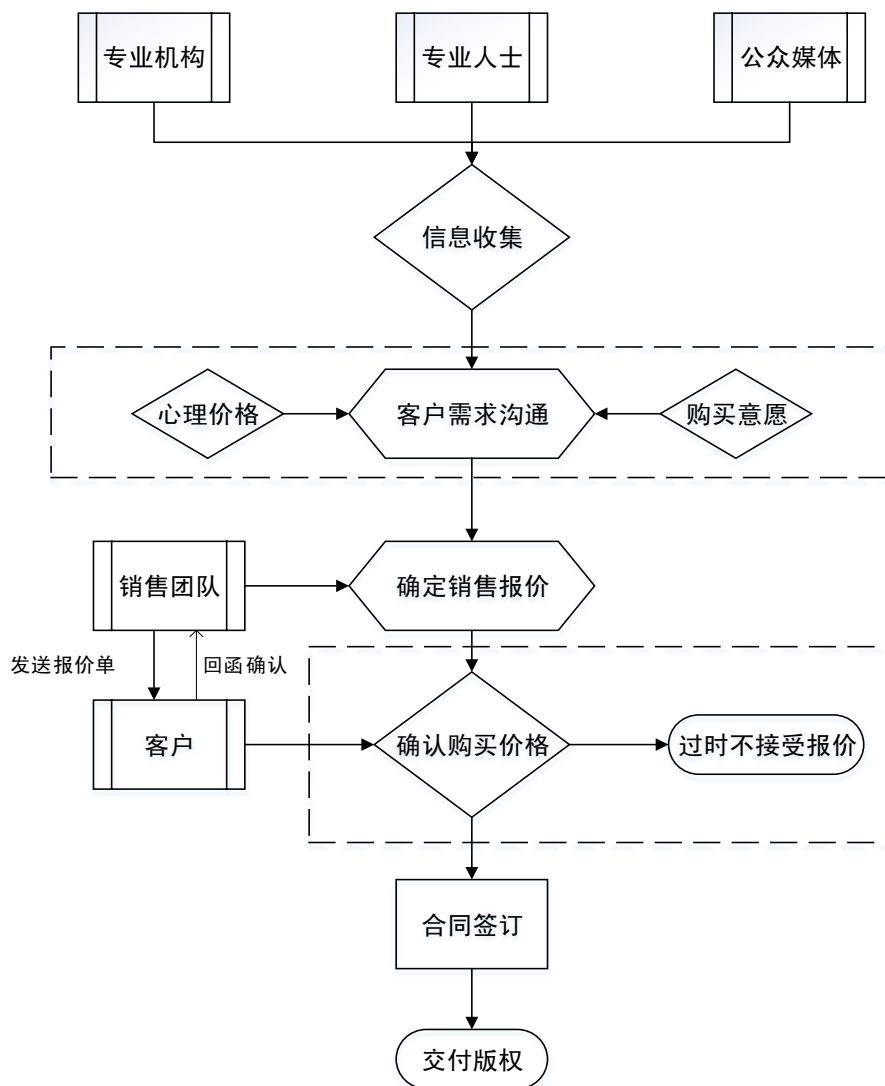 专业机构
专业人士
公众媒体
信息收集
心理价格
客户需求沟通
购买意愿
销售团队
确定销售报价
发送报价单
回函确认
客户
确认购买价格
过时不接受报价
合同签订
交付版权